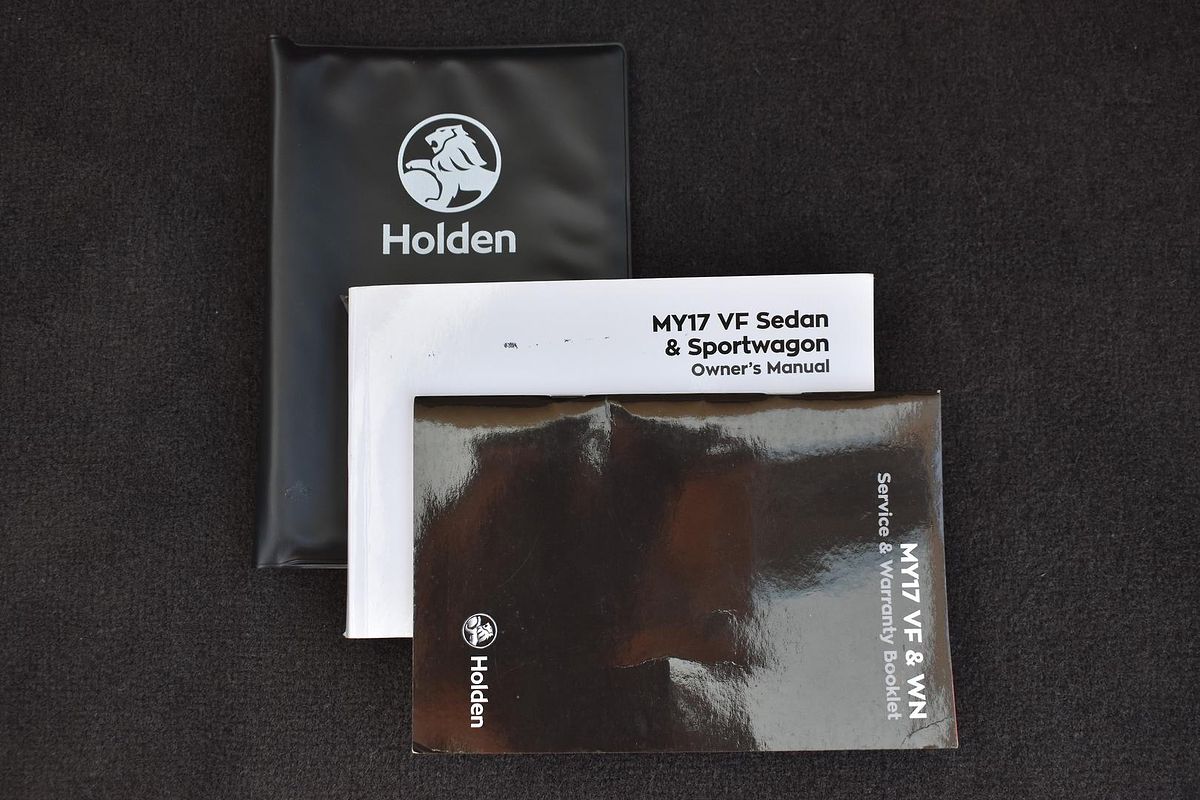 Holden
MY17 VF Sedan
& Sportwagon
Owner's Manual
MY17 VF & WN
Service & Warranty Booklet
Holden